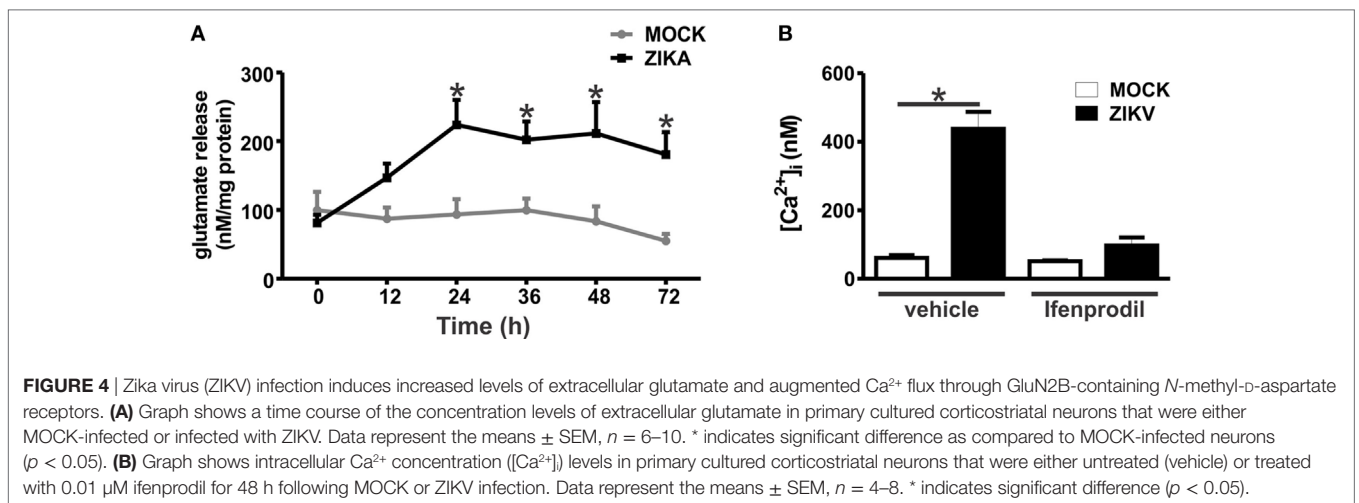 A
MOCK
ZIKA
glutamate release
(nM/mg protein)
300
200
100
0
*
*
*
*
0 12 24 36 48 72
Time (h)
B
MOCK
ZIKV
[Ca²⁺]ᵢ (nM)
600
400
200
0
*
vehicle Ifenprodil
FIGURE 4 | Zika virus (ZIKV) infection induces increased levels of extracellular glutamate and augmented Ca²⁺ flux through GluN2B-containing N-methyl-D-aspartate
receptors. (A) Graph shows a time course of the concentration levels of extracellular glutamate in primary cultured corticostriatal neurons that were either
MOCK-infected or infected with ZIKV. Data represent the means ± SEM, n = 6–10. * indicates significant difference as compared to MOCK-infected neurons
(p < 0.05). (B) Graph shows intracellular Ca²⁺ concentration ([Ca²⁺]ᵢ) levels in primary cultured corticostriatal neurons that were either untreated (vehicle) or treated
with 0.01 µM ifenprodil for 48 h following MOCK or ZIKV infection. Data represent the means ± SEM, n = 4–8. * indicates significant difference (p < 0.05).